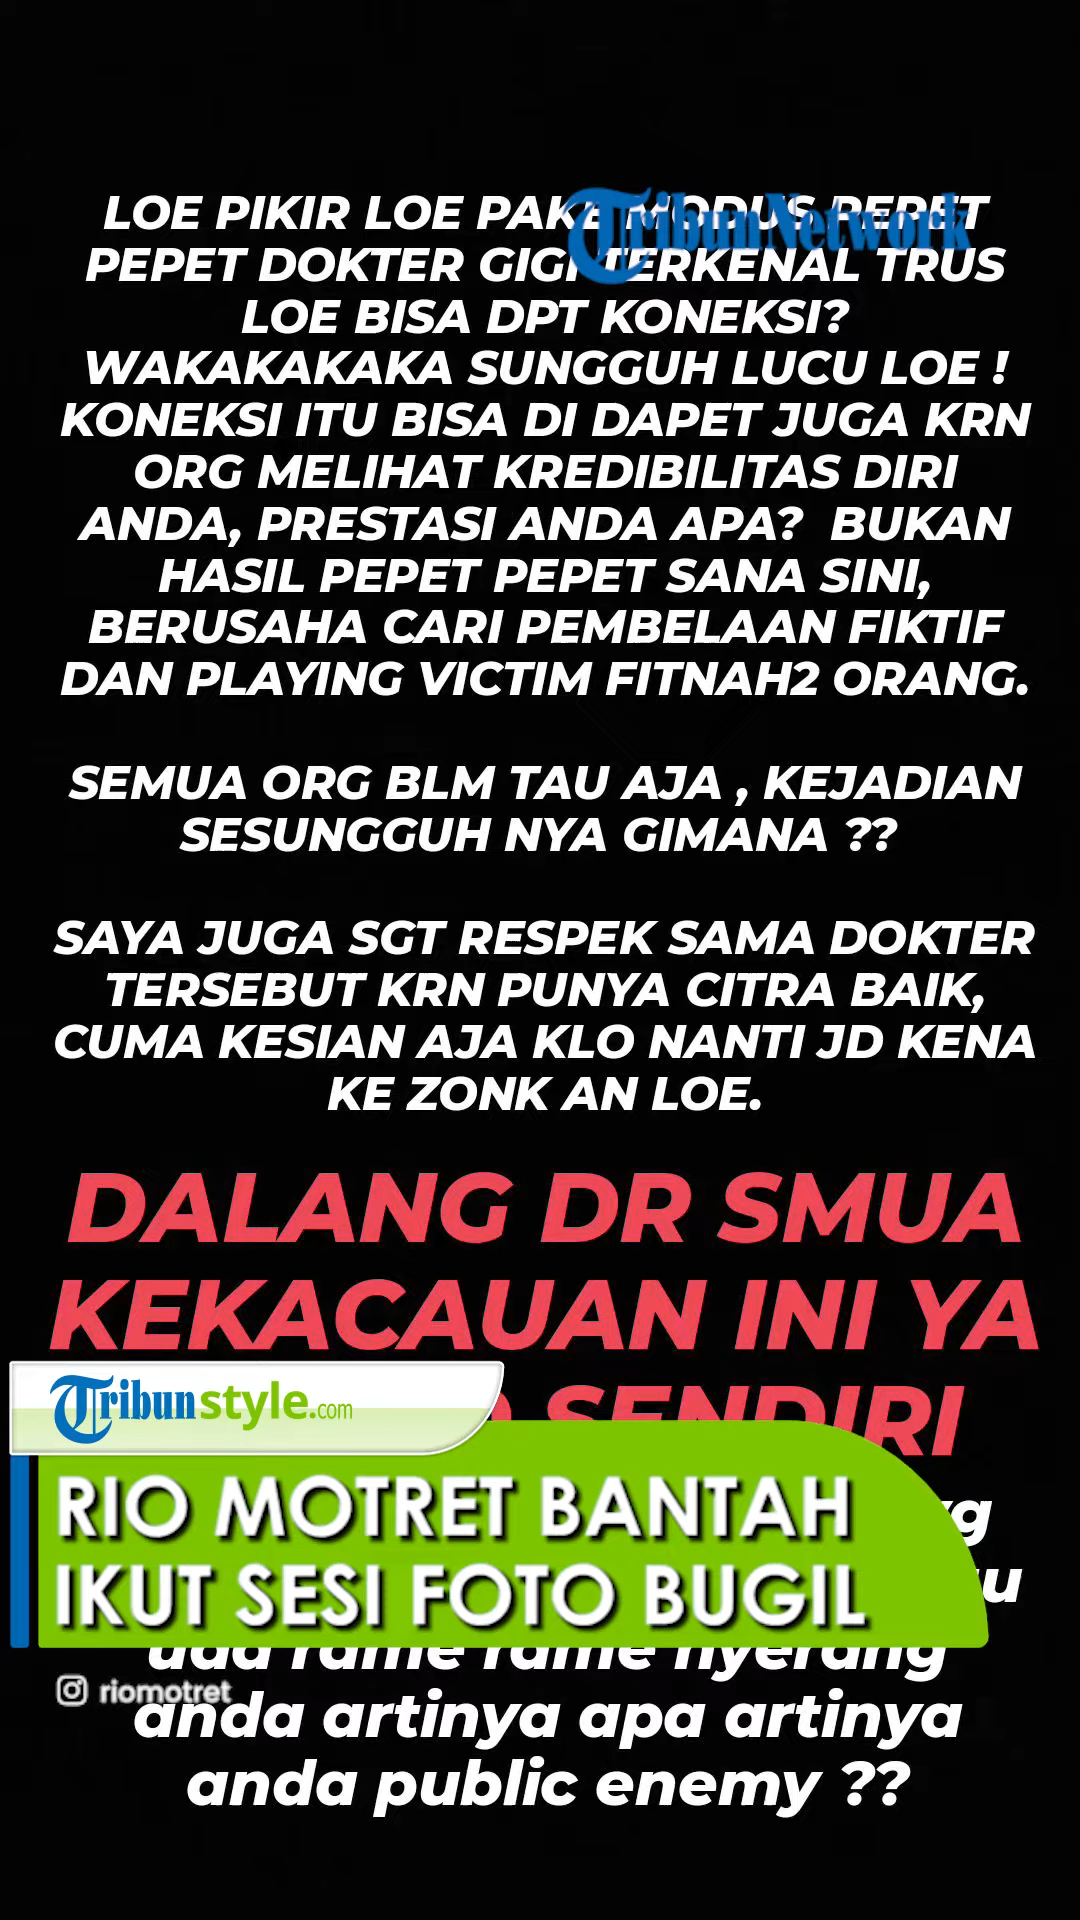 LOE PIKIR LOE PAKE MODUS PEPET
TribunNetwork
PEPET DOKTER GIGI TERKENAL TRUS
LOE BISA DPT KONEKSI?
WAKAKAKAKA SUNGGUH LUCU LOE !
KONEKSI ITU BISA DI DAPET JUGA KRN
ORG MELIHAT KREDIBILITAS DIRI
ANDA, PRESTASI ANDA APA? BUKAN
HASIL PEPET PEPET SANA SINI,
BERUSAHA CARI PEMBELAAN FIKTIF
DAN PLAYING VICTIM FITNAH2 ORANG.
SEMUA ORG BLM TAU AJA , KEJADIAN
SESUNGGUH NYA GIMANA ??
SAYA JUGA SGT RESPEK SAMA DOKTER
TERSEBUT KRN PUNYA CITRA BAIK,
CUMA KESIAN AJA KLO NANTI JD KENA
KE ZONK AN LOE.
DALANG DR SMUA
KEKACAUAN INI YA
SENDIRI
Tribunstyle.com
RIO MOTRET BANTAH
IKUT SESI FOTO BUGIL
ada rame rame nyerang
riomotret
anda artinya apa artinya
anda public enemy ??